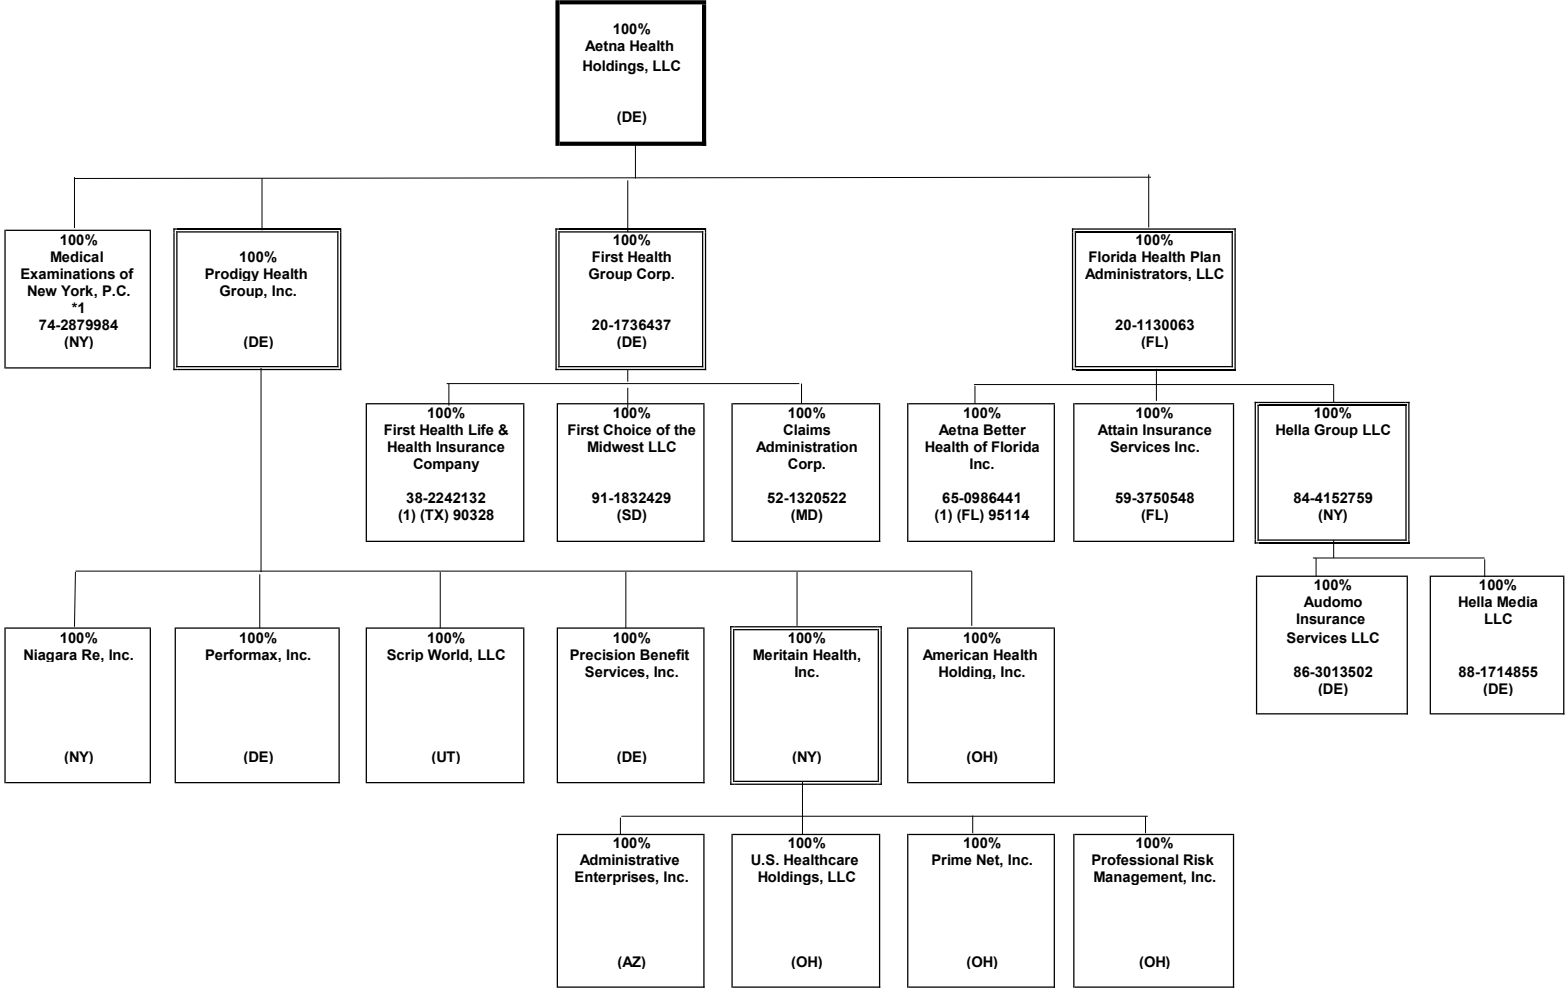 100%
Aetna Health
Holdings, LLC
(DE)
100%
Medical
Examinations of
New York, P.C.
*1
74-2879984
(NY)
100%
Prodigy Health
Group, Inc.
(DE)
100%
First Health
Group Corp.
20-1736437
(DE)
100%
Florida Health Plan
Administrators, LLC
20-1130063
(FL)
100%
First Health Life &
Health Insurance
Company
38-2242132
(1) (TX) 90328
100%
First Choice of the
Midwest LLC
91-1832429
(SD)
100%
Claims
Administration
Corp.
52-1320522
(MD)
100%
Aetna Better
Health of Florida
Inc.
65-0986441
(1) (FL) 95114
100%
Attain Insurance
Services Inc.
59-3750548
(FL)
100%
Hella Group LLC
84-4152759
(NY)
100%
Audomo
Insurance
Services LLC
86-3013502
(DE)
100%
Hella Media
LLC
88-1714855
(DE)
100%
Niagara Re, Inc.
(NY)
100%
Performax, Inc.
(DE)
100%
Scrip World, LLC
(UT)
100%
Precision Benefit
Services, Inc.
(DE)
100%
Meritain Health,
Inc.
(NY)
100%
American Health
Holding, Inc.
(OH)
100%
Administrative
Enterprises, Inc.
(AZ)
100%
U.S. Healthcare
Holdings, LLC
(OH)
100%
Prime Net, Inc.
(OH)
100%
Professional Risk
Management, Inc.
(OH)